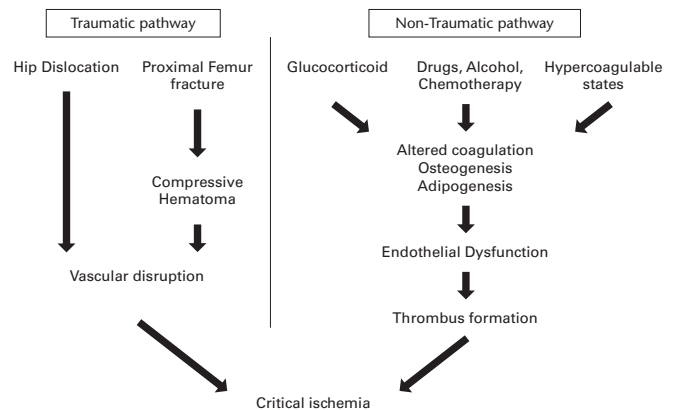 Traumatic pathway
Non-Traumatic pathway
Hip Dislocation
Proximal Femur
fracture
Glucocorticoid
Drugs, Alcohol,
Chemotherapy
Hypercoagulable
states
Compressive
Hematoma
Altered coagulation
Osteogenesis
Adipogenesis
Vascular disruption
Endothelial Dysfunction
Thrombus formation
Critical ischemia